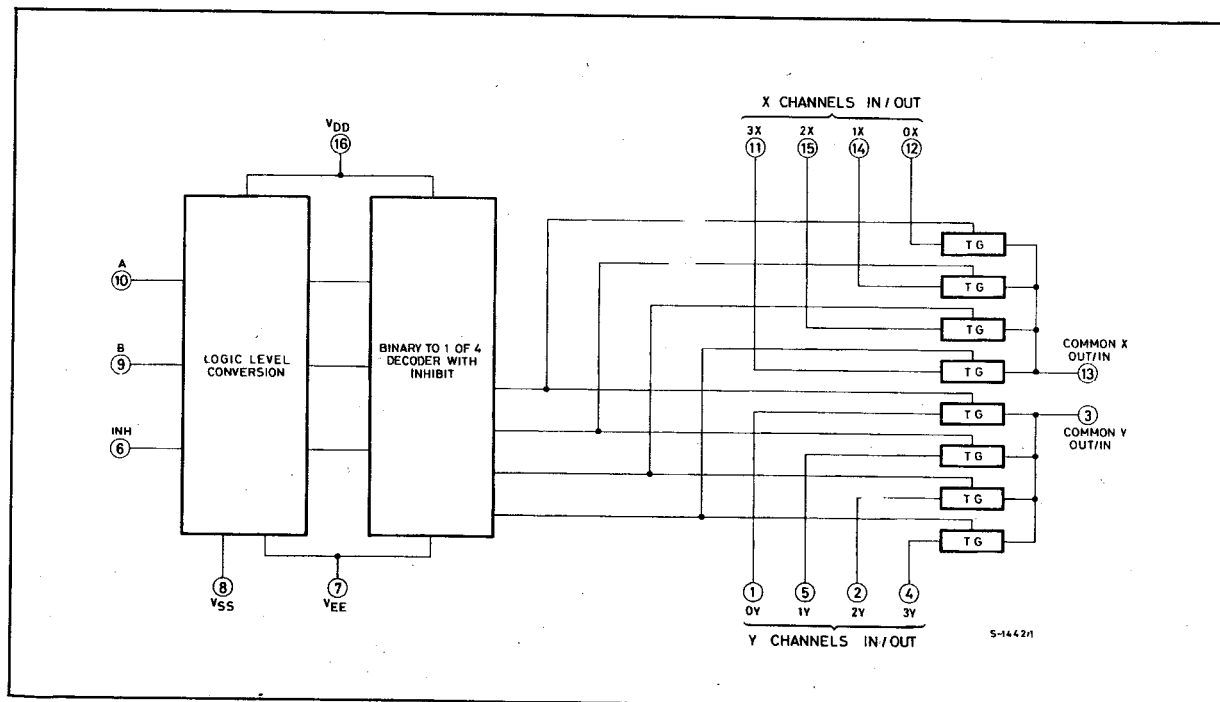 X CHANNELS IN / OUT
3X 2X 1X 0X
11 15 14 12
VDD
16
A
10
B
9
INH
6
LOGIC LEVEL
CONVERSION
BINARY TO 1 OF 4
DECODER WITH
INHIBIT
8
VSS
7
VEE
TG
TG
TG
TG
TG
TG
TG
TG
COMMON X
OUT/IN
13
3
COMMON Y
OUT/IN
1 5 2 4
0Y 1Y 2Y 3Y
Y CHANNELS IN / OUT
S-1442/1